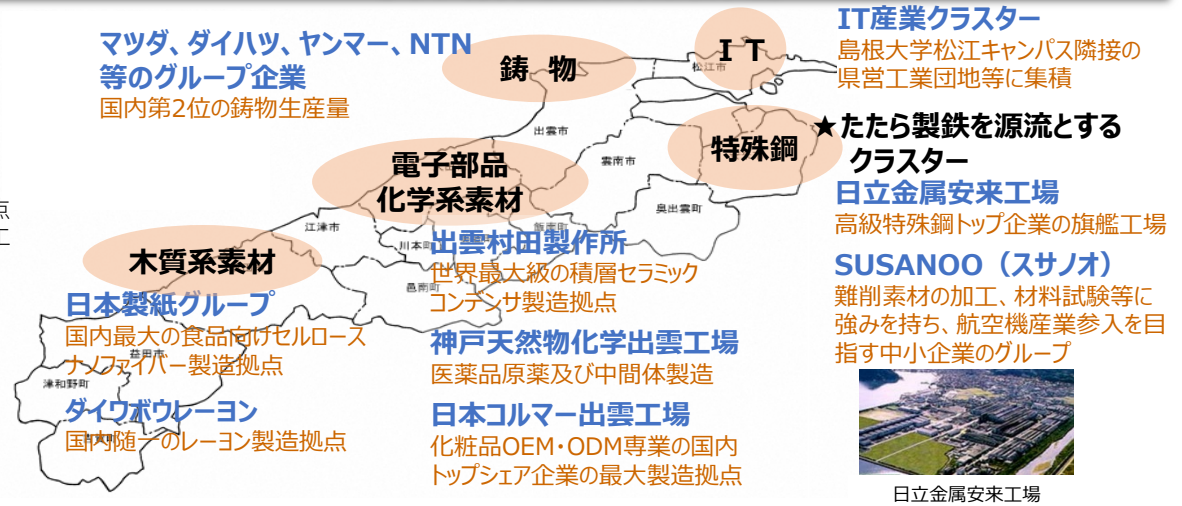 マツダ、ダイハツ、ヤンマー、NTN
等のグループ企業
国内第2位の鋳物生産量
鋳 物
ＩＴ
松江市
IT産業クラスター
島根大学松江キャンパス隣接の
県営工業団地等に集積
出雲市
雲南市
奥出雲町
特殊鋼
★たたら製鉄を源流とする
クラスター
日立金属安来工場
高級特殊鋼トップ企業の旗艦工場
SUSANOO（スサノオ）
難削素材の加工、材料試験等に
強みを持ち、航空機産業参入を目
指す中小企業のグループ
日立金属安来工場
電子部品
化学系素材
江津市
川本町
飯南町
邑南町
出雲村田製作所
世界最大級の積層セラミック
コンデンサ製造拠点
神戸天然物化学出雲工場
医薬品原薬及び中間体製造
日本コルマー出雲工場
化粧品OEM・ODM専業の国内
トップシェア企業の最大製造拠点
点
工
木質系素材
日本製紙グループ
国内最大の食品向けセルロース
ナノファイバー製造拠点
益田市
津和野町
ダイワボウレーヨン
国内随一のレーヨン製造拠点